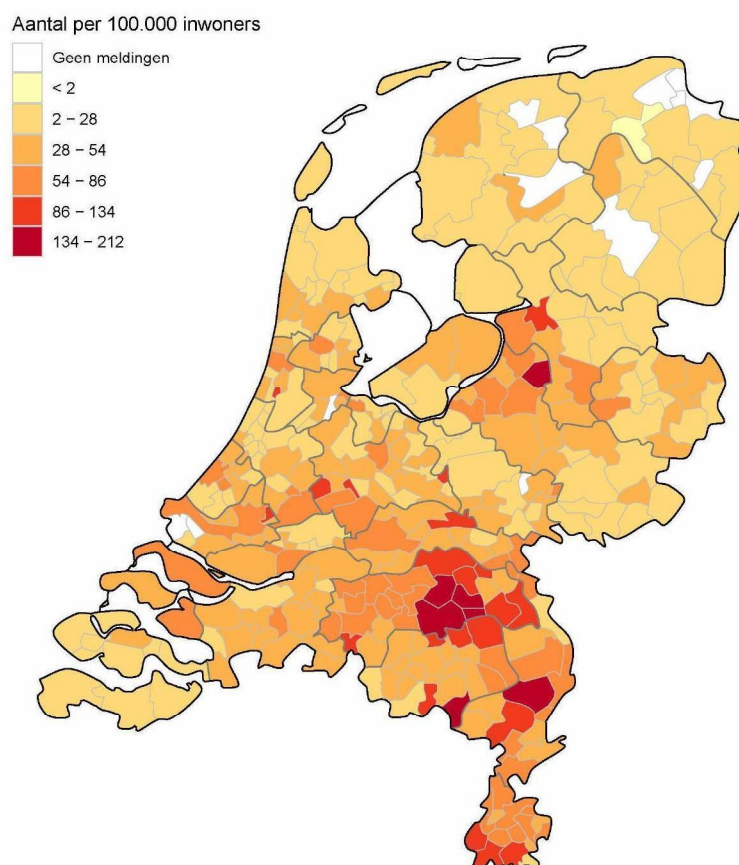 Aantal per 100.000 inwoners
Geen meldingen
< 2
2 − 28
28 − 54
54 − 86
86 − 134
134 − 212